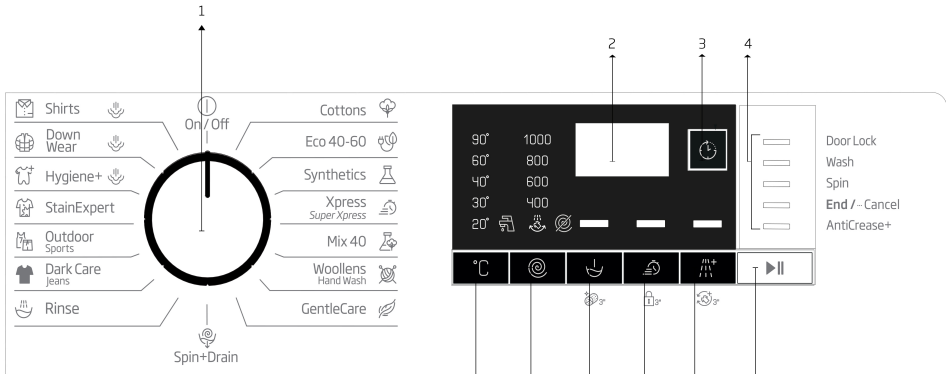 1
2
3
4
Shirts
Down
Wear
Hygiene+
StainExpert
Outdoor
Sports
Dark Care
Jeans
Rinse
On / Off
Spin+Drain
Cottons
Eco 40-60
Synthetics
Xpress
Super Xpress
Mix 40
Woollens
Hand Wash
GentleCare
90° 1000
60° 800
40° 600
30° 400
20°
°C
3"
3"
3"
Door Lock
Wash
Spin
End / Cancel
AntiCrease+